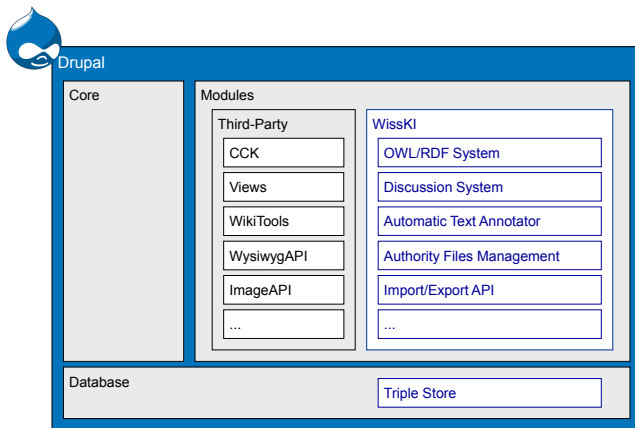 Drupal
Core
Modules
Third-Party
CCK
Views
WikiTools
WysiwygAPI
ImageAPI
...
WissKI
OWL/RDF System
Discussion System
Automatic Text Annotator
Authority Files Management
Import/Export API
...
Database
Triple Store